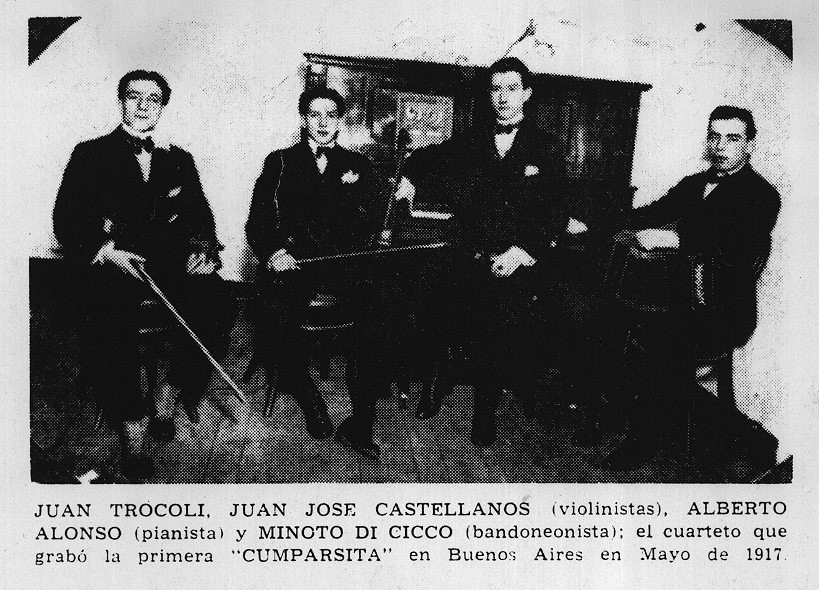 JUAN TRÓCOLI, JUAN JOSE CASTELLANOS (violinistas), ALBERTO
ALONSO (pianista) y MINOTO DI CICCO (bandoneonista); el cuarteto que
grabó la primera "CUMPARSITA" en Buenos Aires en Mayo de 1917.